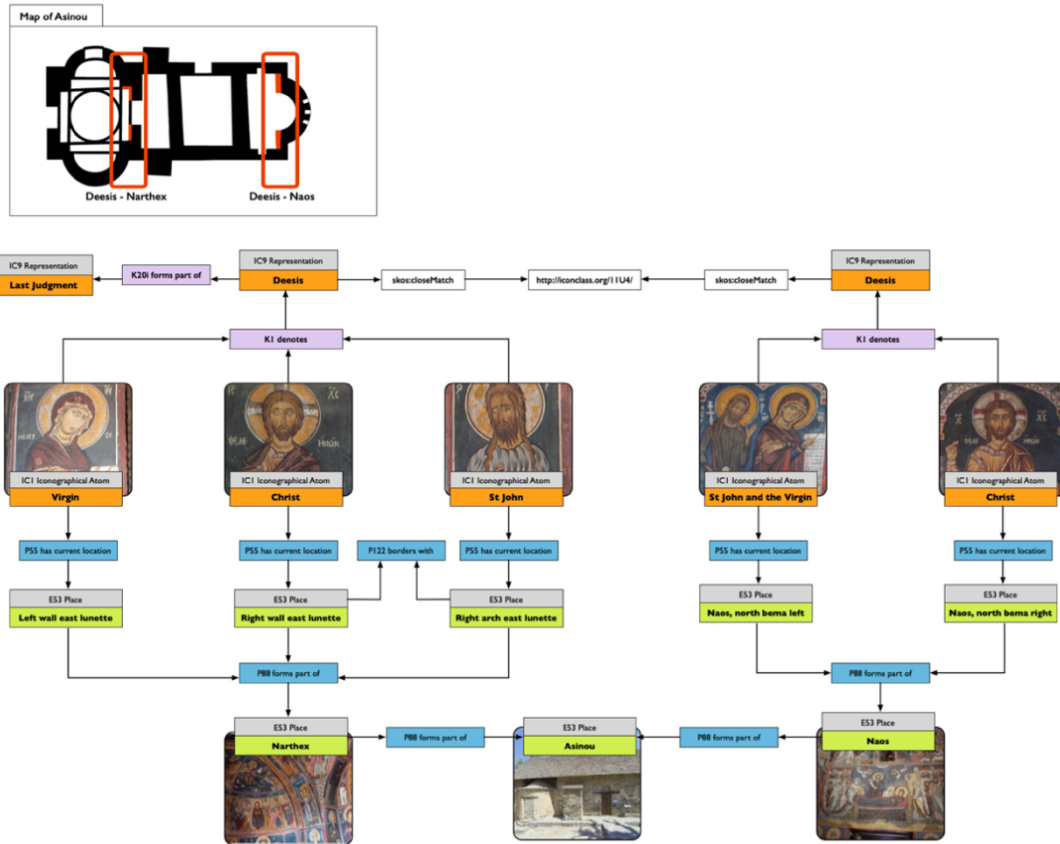 Map of Asinou
Deesis - Narthex
Deesis - Naos
IC9 Representation
Last Judgment
K20i forms part of
IC9 Representation
Deesis
skos:closeMatch
http://iconclass.org/11U4/
skos:closeMatch
IC9 Representation
Deesis
K1 denotes
K1 denotes
IC1 Iconographical Atom
Virgin
IC1 Iconographical Atom
Christ
IC1 Iconographical Atom
St John
IC1 Iconographical Atom
St John and the Virgin
IC1 Iconographical Atom
Christ
P55 has current location
P55 has current location
P122 borders with
P55 has current location
P55 has current location
P55 has current location
E53 Place
Left wall east lunette
E53 Place
Right wall east lunette
E53 Place
Right arch east lunette
E53 Place
Naos, north bema left
E53 Place
Naos, north bema right
P88 forms part of
P88 forms part of
E53 Place
Narthex
P88 forms part of
E53 Place
Asinou
P88 forms part of
E53 Place
Naos